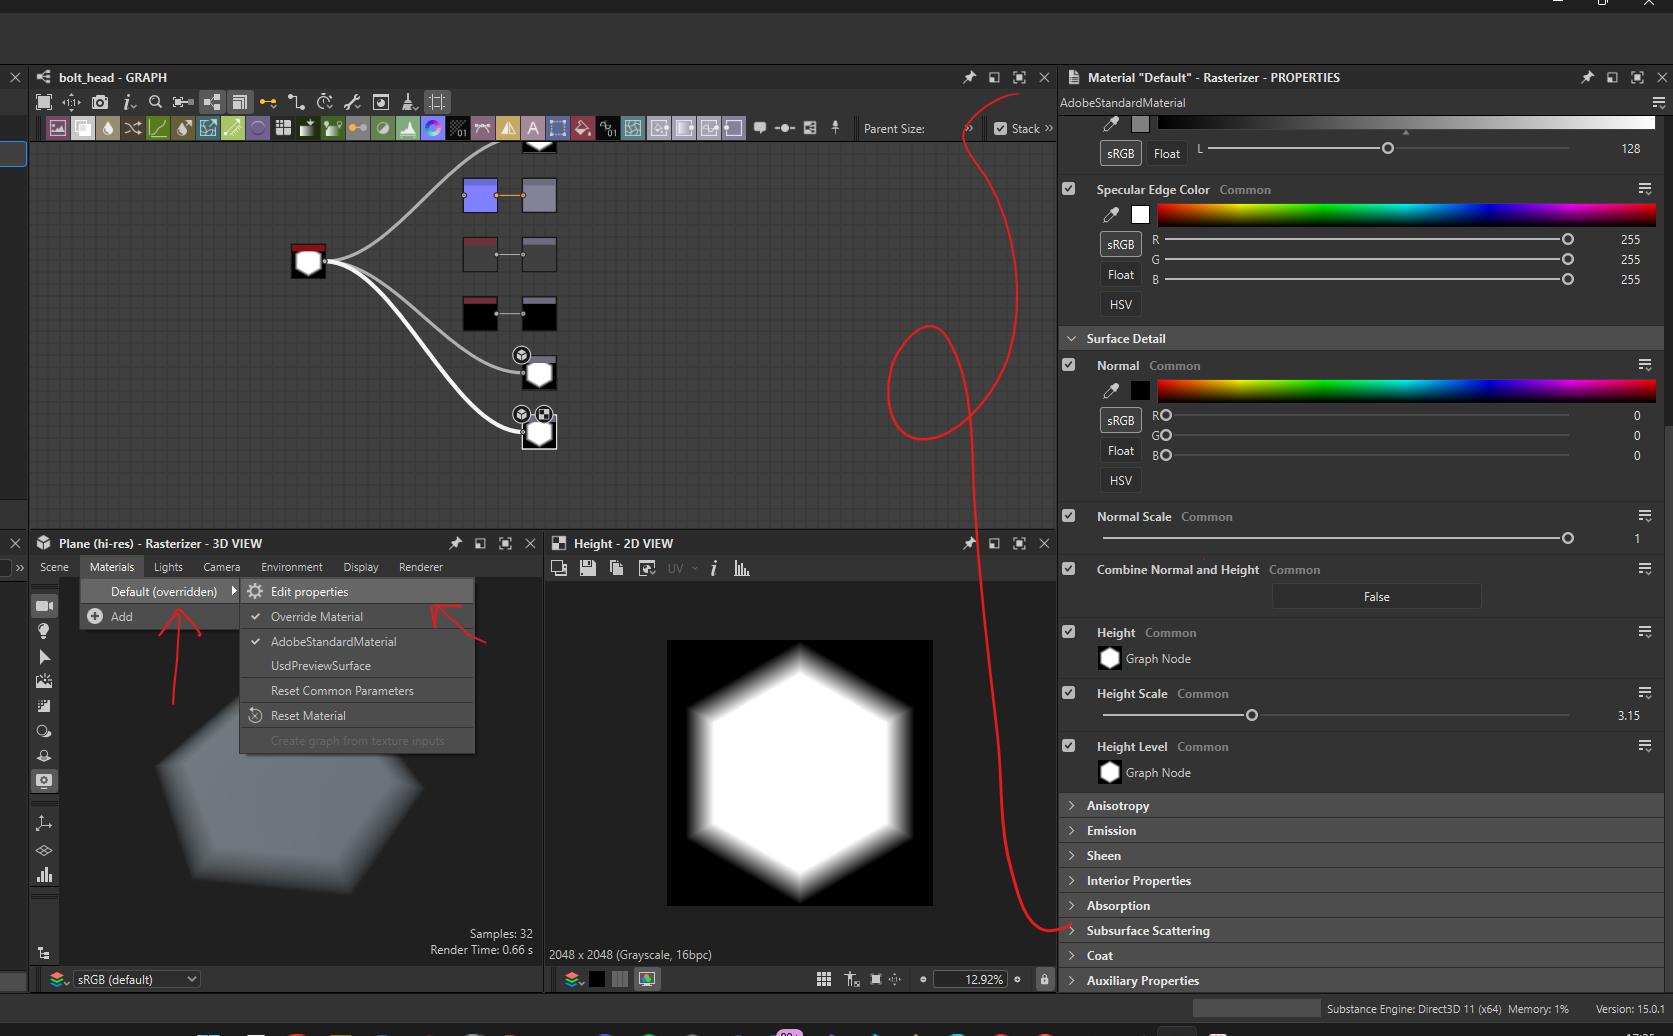 bolt_head - GRAPH
Parent Size:
Stack
Plane (hi-res) - Rasterizer - 3D VIEW
Scene Materials Lights Camera Environment Display Renderer
Default (overridden)
Add
Edit properties
Override Material
AdobeStandardMaterial
UsdPreviewSurface
Reset Common Parameters
Reset Material
Create graph from texture inputs
Samples: 32
Render Time: 0.66 s
sRGB (default)
Height - 2D VIEW
UV
2048 x 2048 (Grayscale, 16bpc)
12.92%
Material "Default" - Rasterizer - PROPERTIES
AdobeStandardMaterial
sRGB Float L 128
Specular Edge Color Common
sRGB R 255
G 255
Float B 255
HSV
Surface Detail
Normal Common
sRGB R 0
G 0
Float B 0
HSV
Normal Scale Common
1
Combine Normal and Height Common
False
Height Common
Graph Node
Height Scale Common
3.15
Height Level Common
Graph Node
Anisotropy
Emission
Sheen
Interior Properties
Absorption
Subsurface Scattering
Coat
Auxiliary Properties
Substance Engine: Direct3D 11 (x64) Memory: 1% Version: 15.0.1